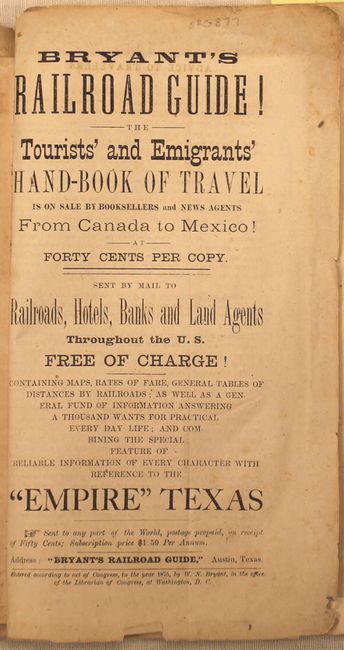 BRYANT'S
RAILROAD GUIDE!
THE
Tourists' and Emigrants'
HAND-BOOK OF TRAVEL
IS ON SALE BY BOOKSELLERS and NEWS AGENTS
From Canada to Mexico!
AT
FORTY CENTS PER COPY.
SENT BY MAIL TO
Railroads, Hotels, Banks and Land Agents
Throughout the U. S.
FREE OF CHARGE!
CONTAINING MAPS, RATES OF FARE, GENERAL TABLES OF
DISTANCES BY RAILROADS; AS WELL AS A GEN-
ERAL FUND OF INFORMATION ANSWERING
A THOUSAND WANTS FOR PRACTICAL
EVERY DAY LIFE; AND COM-
BINING THE SPECIAL
FEATURE OF
RELIABLE INFORMATION OF EVERY CHARACTER WITH
REFERENCE TO THE
"EMPIRE" TEXAS
☞ Sent to any part of the World, postage prepaid, on receipt
of Fifty Cents; Subscription price $1 50 Per Annum.
Address: "BRYANT'S RAILROAD GUIDE," Austin, Texas.
Entered according to act of Congress, in the year 1875, by W. N. Bryant, in the office
of the Librarian of Congress, at Washington, D. C.